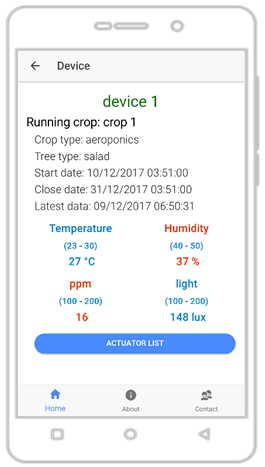 Device
device 1
Running crop: crop 1
Crop type: aeroponics
Tree type: salad
Start date: 10/12/2017 03:51:00
Close date: 31/12/2017 03:51:00
Latest data: 09/12/2017 06:50:31
Temperature Humidity
(23 - 30) (40 - 50)
27 °C 37 %
ppm light
(100 - 200) (100 - 200)
16 148 lux
ACTUATOR LIST
Home About Contact